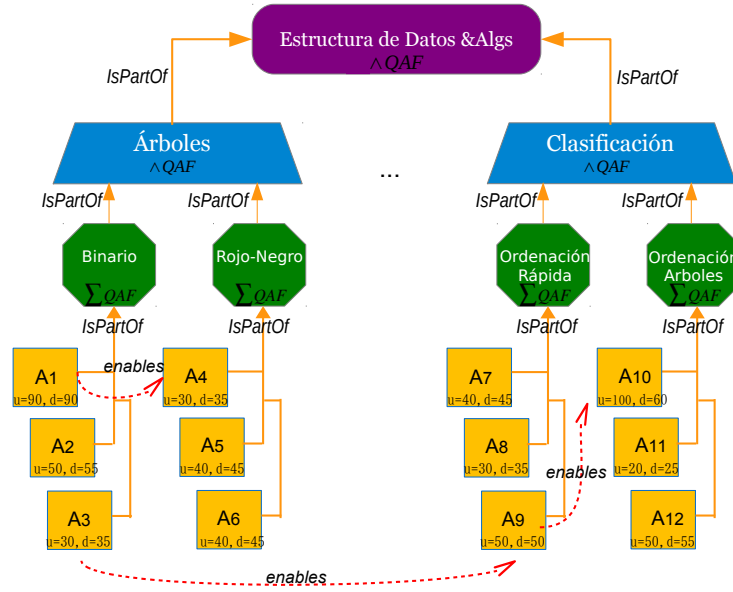 Estructura de Datos &Algs
∧QAF
IsPartOf
IsPartOf
Árboles
∧QAF
...
Clasificación
∧QAF
IsPartOf
IsPartOf
IsPartOf
IsPartOf
Binario
∑QAF
Rojo-Negro
∑QAF
Ordenación
Rápida
∑QAF
Ordenación
Arboles
∑QAF
IsPartOf
IsPartOf
IsPartOf
IsPartOf
A1
u=90, d=90
enables
A4
u=30, d=35
A7
u=40, d=45
A10
u=100, d=60
A2
u=50, d=55
A5
u=40, d=45
A8
u=30, d=35
A11
u=20, d=25
enables
A3
u=30, d=35
A6
u=40, d=45
A9
u=50, d=50
A12
u=50, d=55
enables